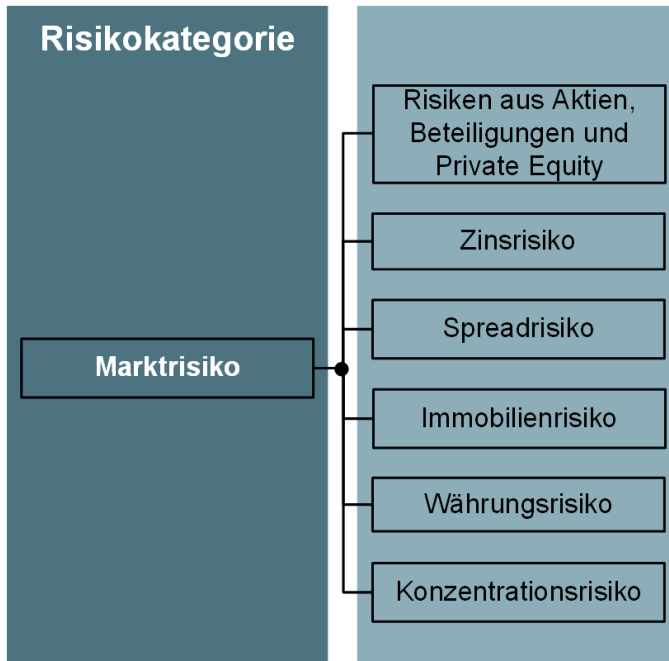 Risikokategorie
Risiken aus Aktien,
Beteiligungen und
Private Equity
Zinsrisiko
Spreadrisiko
Marktrisiko
Immobilienrisiko
Währungsrisiko
Konzentrationsrisiko